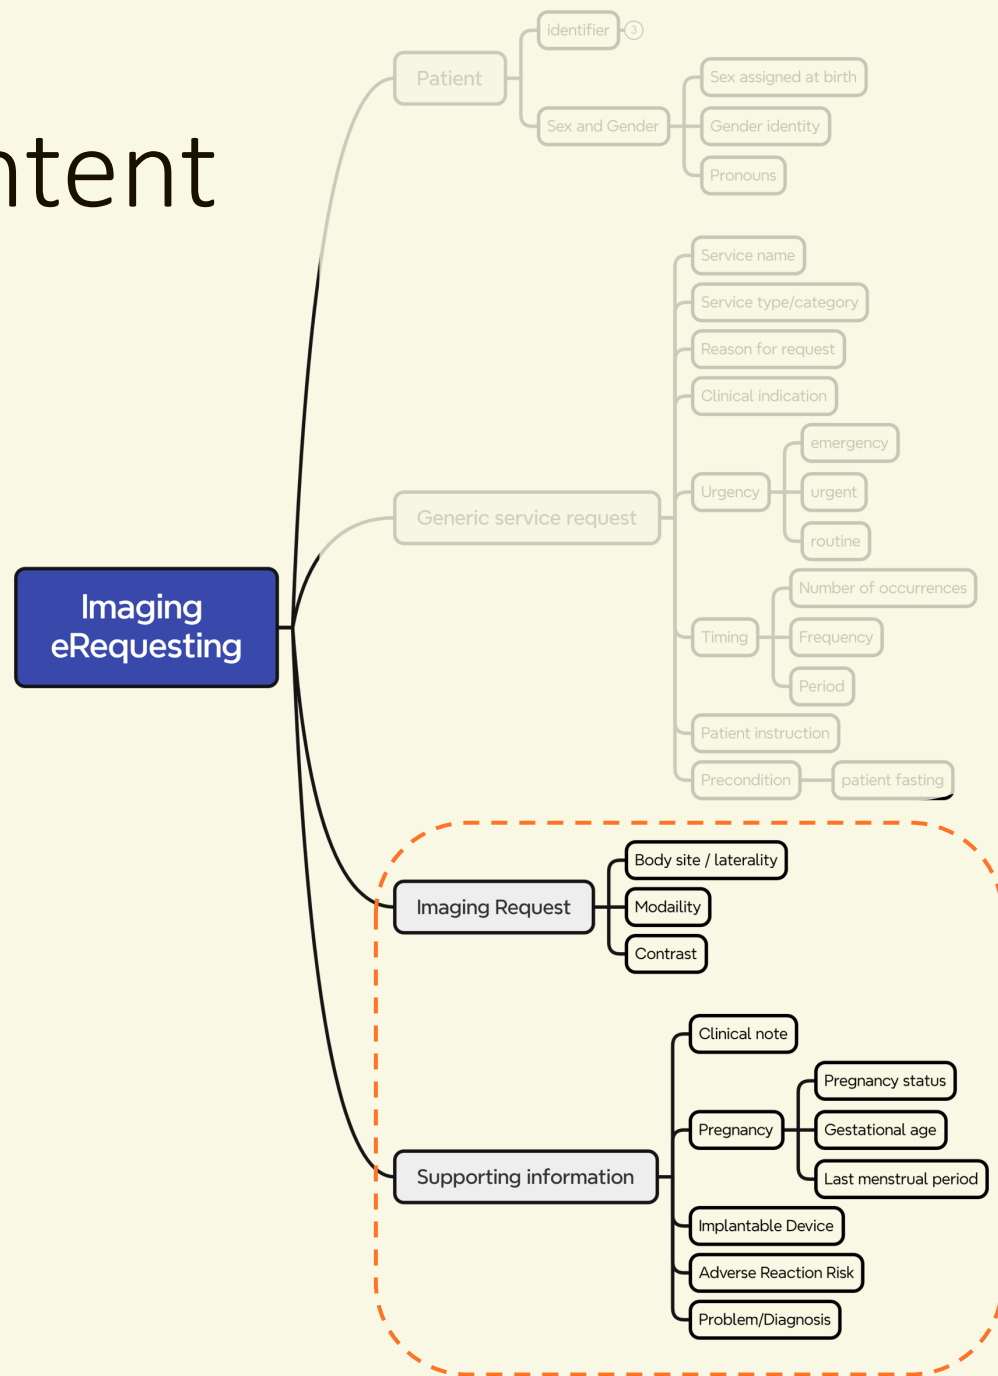 ntent
Patient
identifier
3
Sex and Gender
Sex assigned at birth
Gender identity
Pronouns
Generic service request
Service name
Service type/category
Reason for request
Clinical indication
Urgency
emergency
urgent
routine
Timing
Number of occurrences
Frequency
Period
Patient instruction
Precondition
patient fasting
Imaging
eRequesting
Imaging Request
Body site / laterality
Modaility
Contrast
Supporting information
Clinical note
Pregnancy
Pregnancy status
Gestational age
Last menstrual period
Implantable Device
Adverse Reaction Risk
Problem/Diagnosis